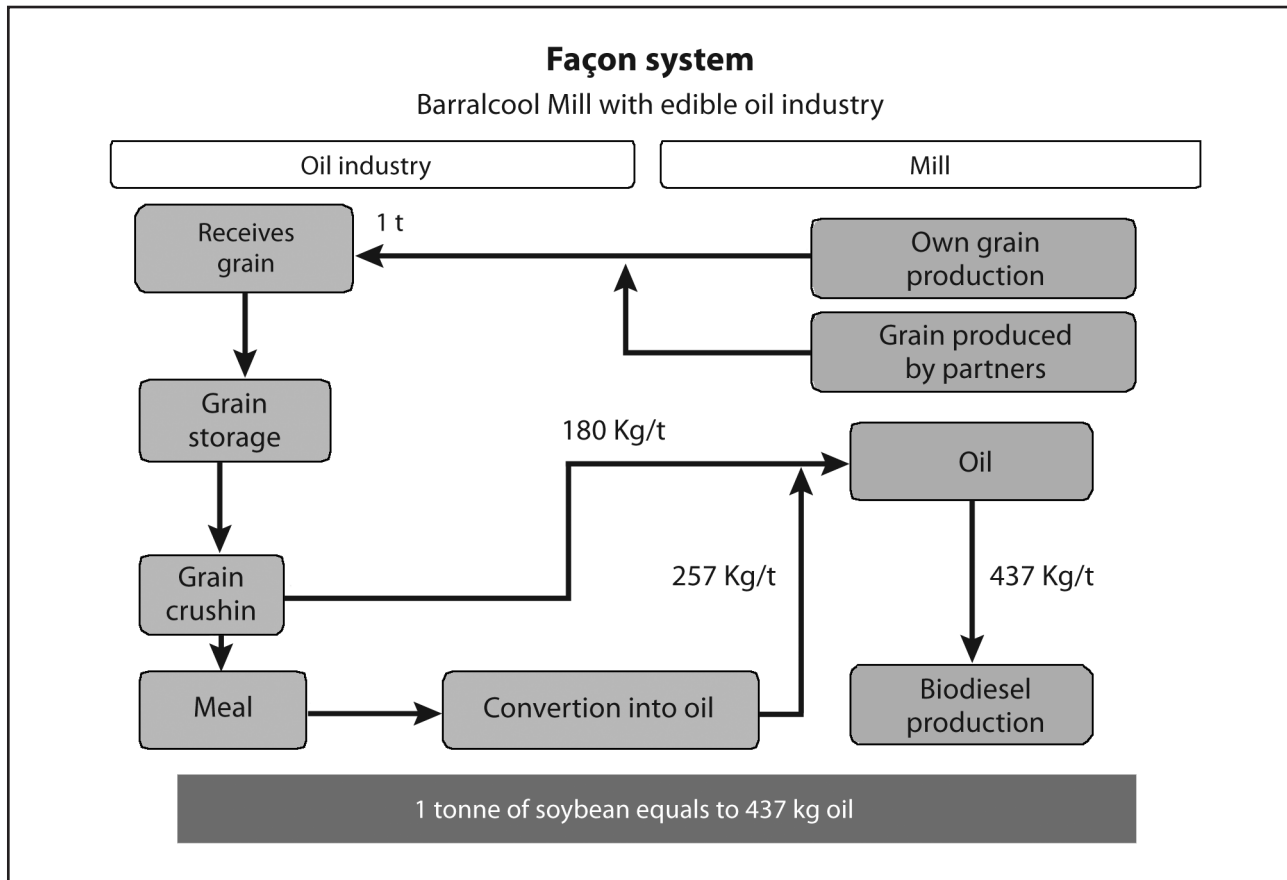 Façon system
Barralcool Mill with edible oil industry
Oil industry
Mill
Receives
grain
1 t
Own grain
production
Grain produced
by partners
Grain
storage
180 Kg/t
Oil
Grain
crushin
257 Kg/t
437 Kg/t
Meal
Convertion into oil
Biodiesel
production
1 tonne of soybean equals to 437 kg oil